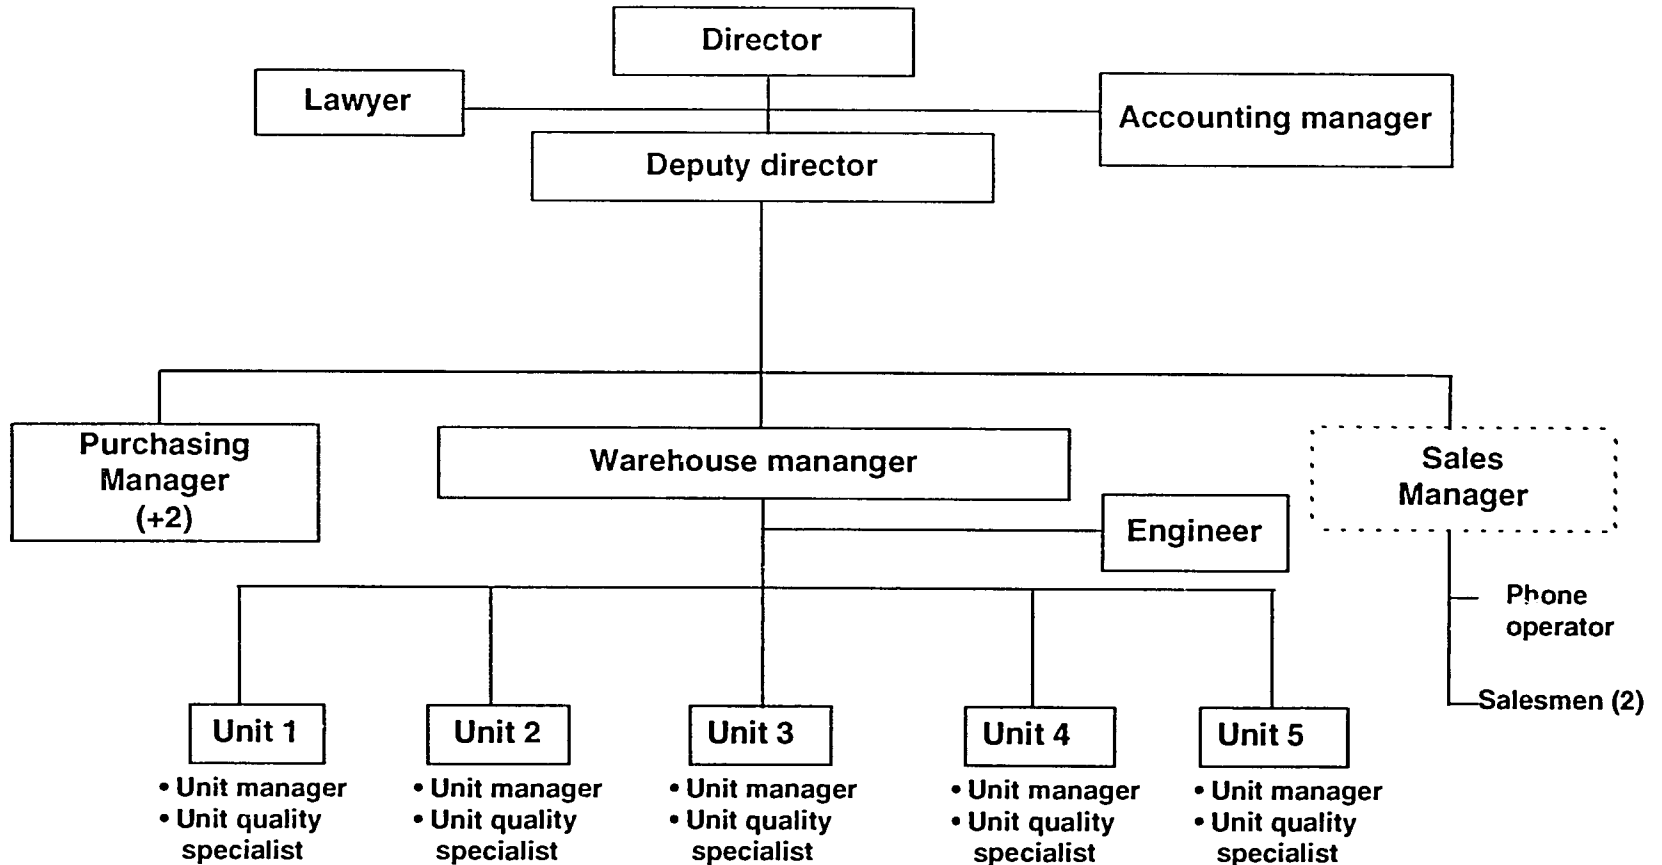 Director
Lawyer
Accounting manager
Deputy director
Purchasing
Manager
(+2)
Warehouse mananger
Sales
Manager
Engineer
Phone
operator
Salesmen (2)
Unit 1
Unit 2
Unit 3
Unit 4
Unit 5
• Unit manager
• Unit quality
specialist
• Unit manager
• Unit quality
specialist
• Unit manager
• Unit quality
specialist
• Unit manager
• Unit quality
specialist
• Unit manager
• Unit quality
specialist